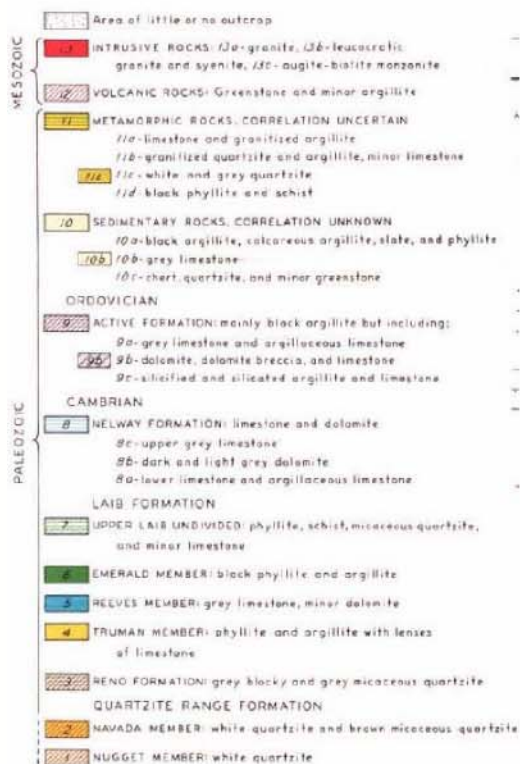 Area of little or no outcrop
MESOZOIC
13 INTRUSIVE ROCKS: 13a-granite, 13b-leucocratic
granite and syenite, 13c-augite-biotite monzonite
12 VOLCANIC ROCKS: Greenstone and minor argillite
PALEOZOIC
11 METAMORPHIC ROCKS, CORRELATION UNCERTAIN
11a-limestone and granitized argillite
11b-granitized quartzite and argillite, minor limestone
11c 11c-white and grey quartzite
11d-black phyllite and schist
10 SEDIMENTARY ROCKS, CORRELATION UNKNOWN
10a-black argillite, calcareous argillite, slate, and phyllite
10b 10b-grey limestone
10c-chert, quartzite, and minor greenstone
ORDOVICIAN
9 ACTIVE FORMATION: mainly black argillite but including;
9a-grey limestone and argillaceous limestone
9b 9b-dolomite, dolomite breccia, and limestone
9c-silicified and silicated argillite and limestone
CAMBRIAN
8 NELWAY FORMATION: limestone and dolomite
8c-upper grey limestone
8b-dark and light grey dolomite
8a-lower limestone and argillaceous limestone
LAIB FORMATION
7 UPPER LAIB UNDIVIDED: phyllite, schist, micaceous quartzite,
and minor limestone
6 EMERALD MEMBER: black phyllite and argillite
5 REEVES MEMBER: grey limestone, minor dolomite
4 TRUMAN MEMBER: phyllite and argillite with lenses
of limestone
3 RENO FORMATION: grey blocky and grey micaceous quartzite
QUARTZITE RANGE FORMATION
2 NAVADA MEMBER: white quartzite and brown micaceous quartzite
1 NUGGET MEMBER: white quartzite